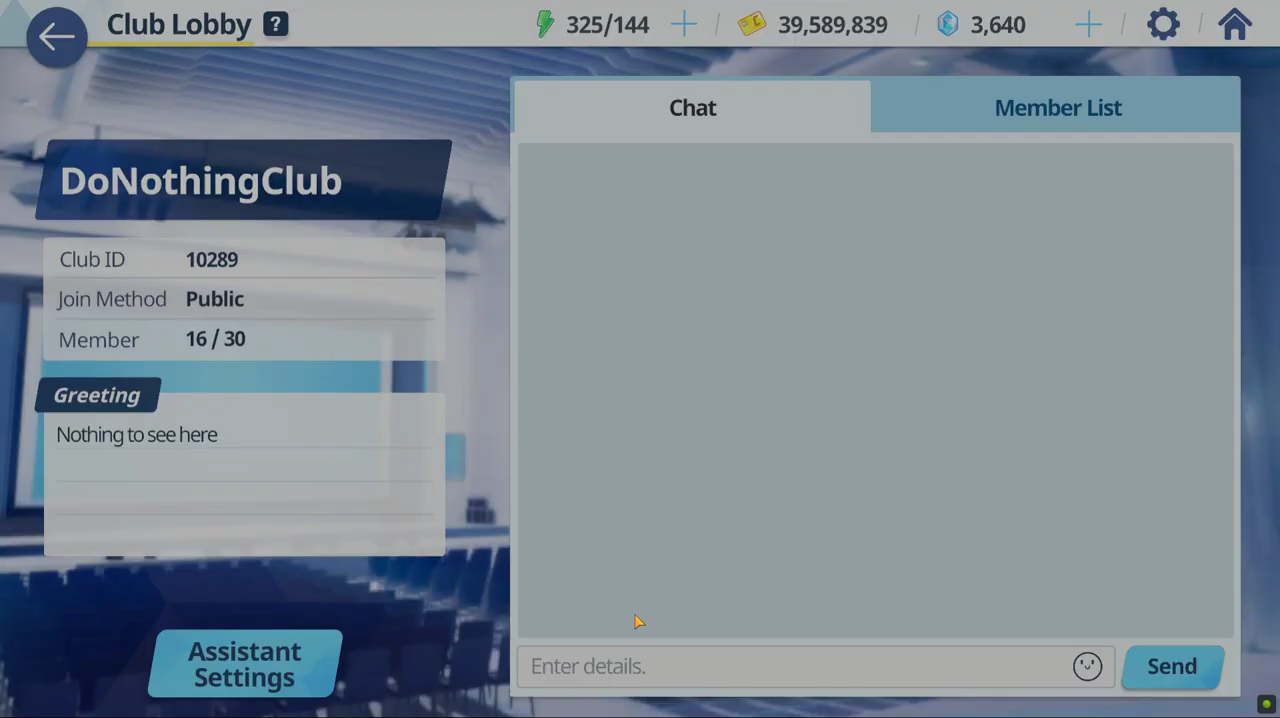 Club Lobby ?
325/144
39,589,839
3,640
DoNothingClub
Club ID 10289
Join Method Public
Member 16 / 30
Greeting
Nothing to see here
Assistant
Settings
Chat
Member List
Enter details.
Send